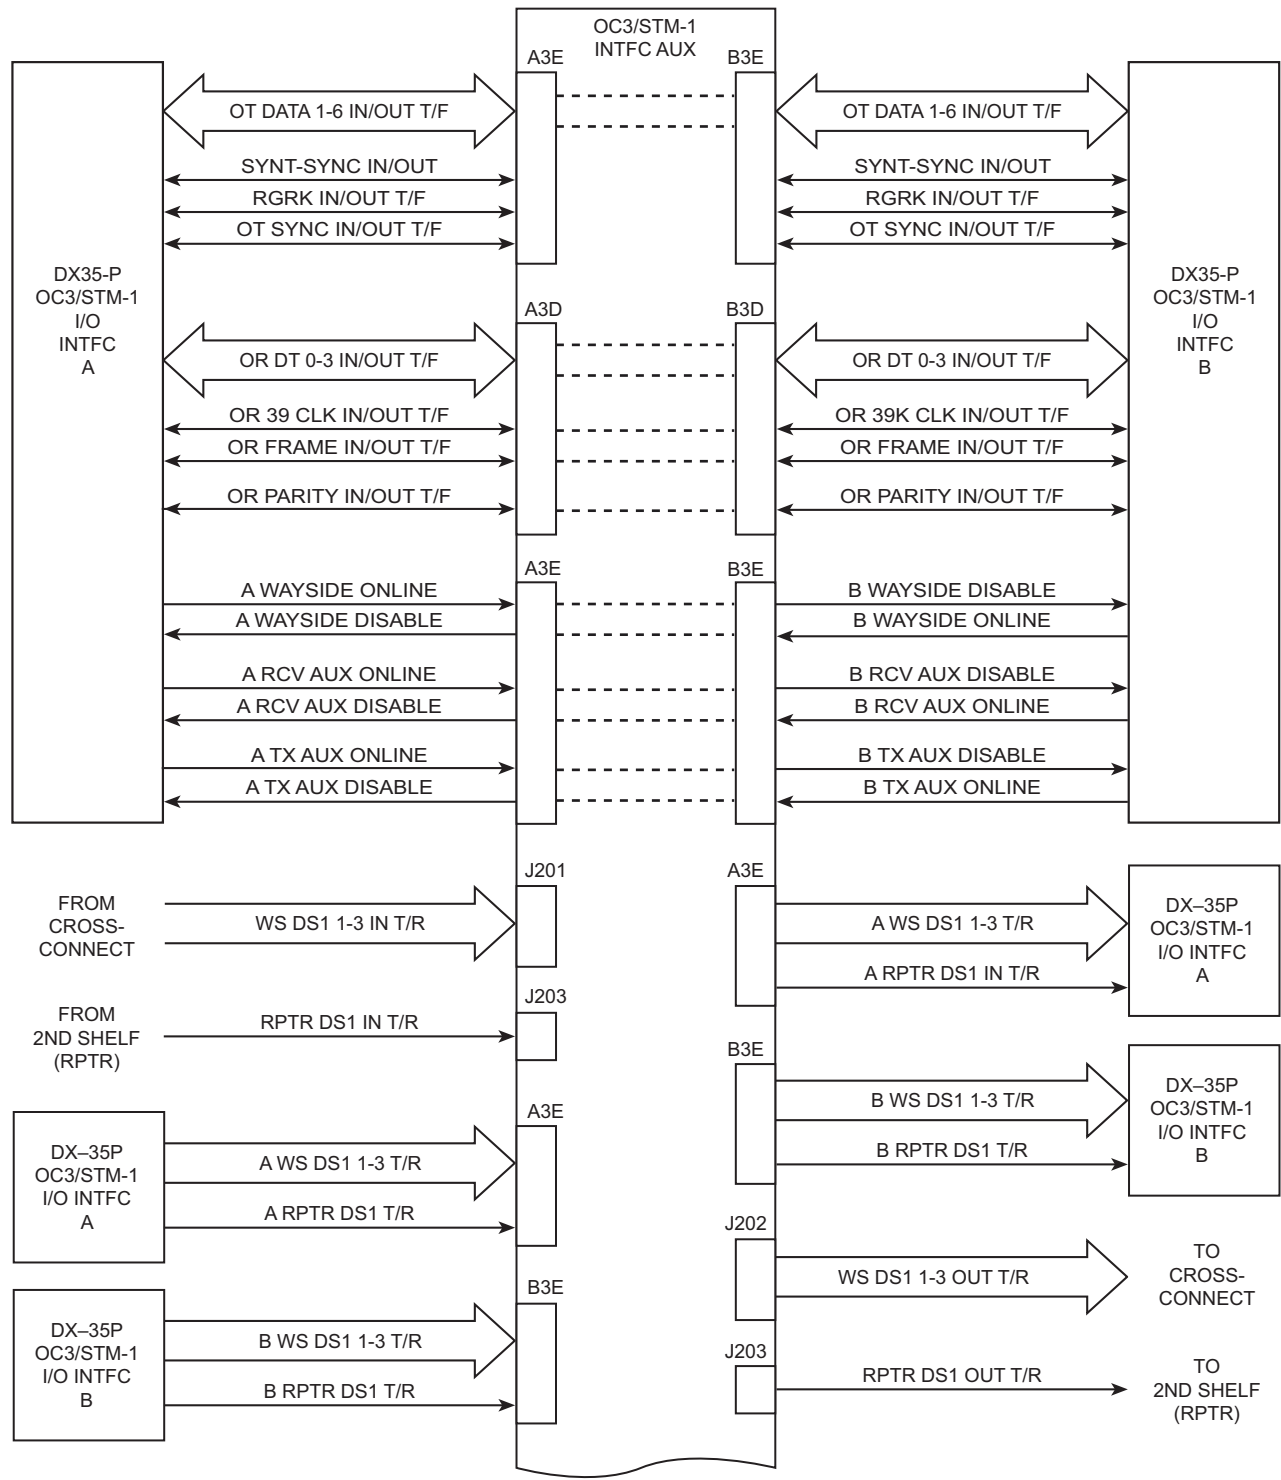 OC3/STM-1
INTFC AUX
A3E
B3E
OT DATA 1-6 IN/OUT T/F
OT DATA 1-6 IN/OUT T/F
SYNT-SYNC IN/OUT
SYNT-SYNC IN/OUT
RGRK IN/OUT T/F
RGRK IN/OUT T/F
OT SYNC IN/OUT T/F
OT SYNC IN/OUT T/F
DX35-P
OC3/STM-1
I/O
INTFC
A
DX35-P
OC3/STM-1
I/O
INTFC
B
A3D
B3D
OR DT 0-3 IN/OUT T/F
OR DT 0-3 IN/OUT T/F
OR 39 CLK IN/OUT T/F
OR 39K CLK IN/OUT T/F
OR FRAME IN/OUT T/F
OR FRAME IN/OUT T/F
OR PARITY IN/OUT T/F
OR PARITY IN/OUT T/F
A3E
B3E
A WAYSIDE ONLINE
B WAYSIDE DISABLE
A WAYSIDE DISABLE
B WAYSIDE ONLINE
A RCV AUX ONLINE
B RCV AUX DISABLE
A RCV AUX DISABLE
B RCV AUX ONLINE
A TX AUX ONLINE
B TX AUX DISABLE
A TX AUX DISABLE
B TX AUX ONLINE
J201
A3E
FROM
CROSS-
CONNECT
WS DS1 1-3 IN T/R
A WS DS1 1-3 T/R
A RPTR DS1 IN T/R
DX–35P
OC3/STM-1
I/O INTFC
A
J203
FROM
2ND SHELF
(RPTR)
RPTR DS1 IN T/R
B3E
B WS DS1 1-3 T/R
B RPTR DS1 T/R
DX–35P
OC3/STM-1
I/O INTFC
B
A3E
DX–35P
OC3/STM-1
I/O INTFC
A
A WS DS1 1-3 T/R
A RPTR DS1 T/R
J202
WS DS1 1-3 OUT T/R
TO
CROSS-
CONNECT
B3E
DX–35P
OC3/STM-1
I/O INTFC
B
B WS DS1 1-3 T/R
B RPTR DS1 T/R
J203
RPTR DS1 OUT T/R
TO
2ND SHELF
(RPTR)